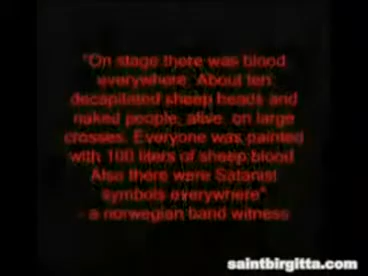 "On stage there was blood
everywhere. About ten
decapitated sheep heads and
naked people, alive, on large
crosses. Everyone was painted
with 100 liters of sheep blood.
Also there were Satanist
symbols everywhere"
- a norwegian band witness
saintbirgitta.com